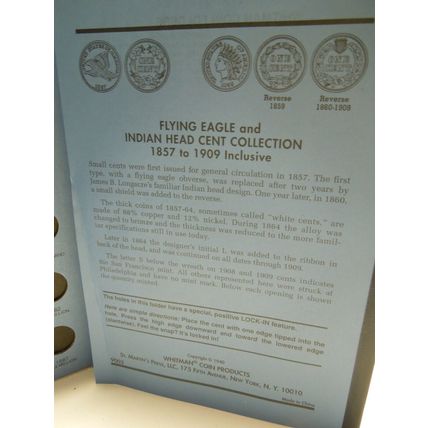 Reverse
1859
Reverse
1860-1909
FLYING EAGLE and
INDIAN HEAD CENT COLLECTION
1857 to 1909 Inclusive
Small cents were first issued for general circulation in 1857. The first
type, with a flying eagle obverse, was replaced after two years by
James B. Longacre's familiar Indian head design. One year later, in 1860,
a small shield was added to the reverse.
The thick coins of 1857-64, sometimes called "white cents," are
made of 88% copper and 12% nickel. During 1864 the alloy was
changed to bronze and the thickness was reduced to the more famil-
iar specifications still in use today.
Later in 1864 the designer's initial L was added to the ribbon in
back of the head, and was continued on all dates through 1909.
The letter S below the wreath on 1908 and 1909 cents indicates
the San Francisco mint. All others represented here were struck at
Philadelphia and have no mint mark. Below each opening is shown
the quantity minted.
The holes in this folder have a special, positive LOCK-IN feature.
Here are simple directions: Place the cent with one edge tipped into the
hole. Press the high edge downward and toward the lowered edge
(diameter). Feel the snap? It's locked in!
Copyright © 1940
WHITMAN® COIN PRODUCTS
St. Martin's Press, LLC, 175 Fifth Avenue, New York, N.Y. 10010
9003
Made in China